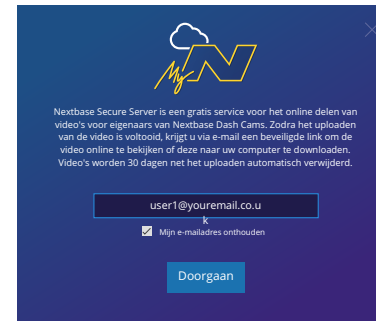 My N
Nextbase Secure Server is een gratis service voor het online delen van
video's voor eigenaars van Nextbase Dash Cams. Zodra het uploaden
van de video is voltooid, krijgt u via e-mail een beveiligde link om de
video online te bekijken of deze naar uw computer te downloaden.
Video's worden 30 dagen net het uploaden automatisch verwijderd.
user1@youremail.co.u
k
Mijn e-mailadres onthouden
Doorgaan